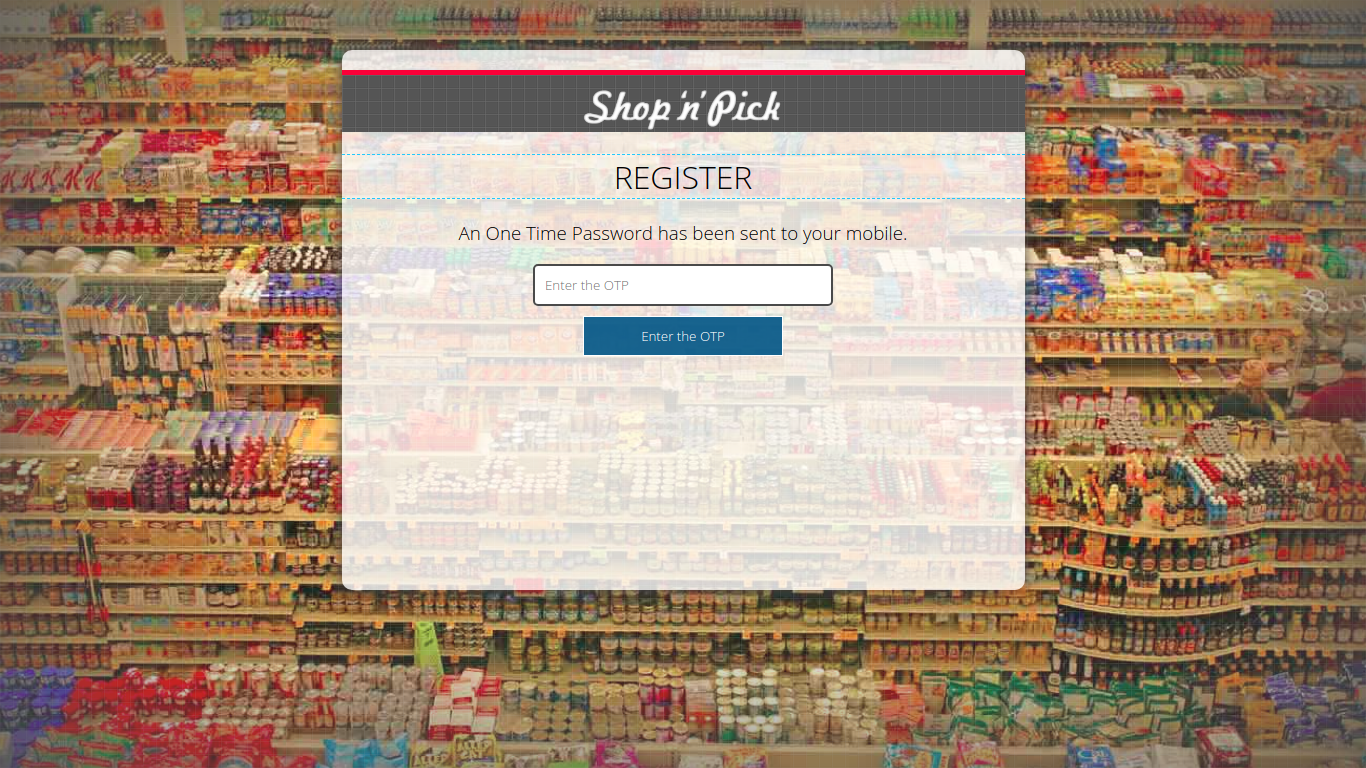 Shop 'n' Pick
REGISTER
An One Time Password has been sent to your mobile.
Enter the OTP
Enter the OTP